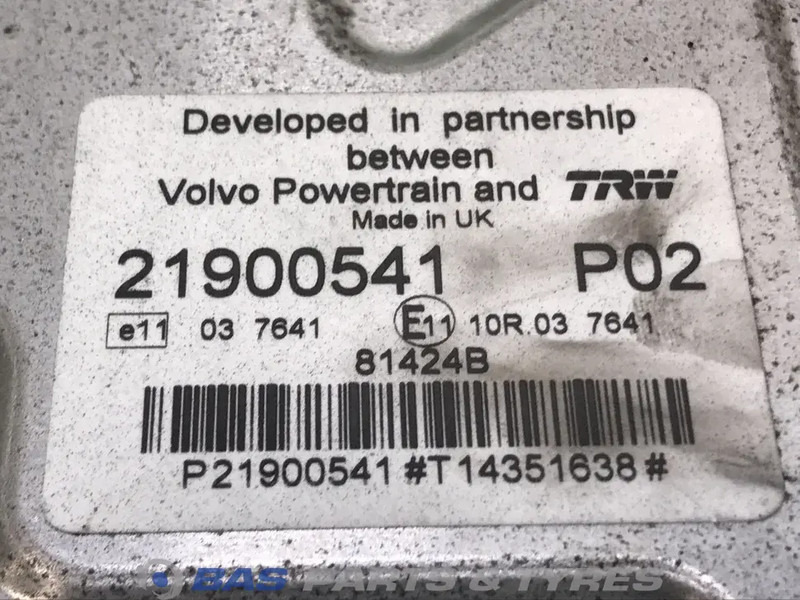 Developed in partnership
between
Volvo Powertrain and TRW
Made in UK
21900541 P02
e11 03 7641 E11 10R.03 7641
81424B
P21900541#T14351638#
BAS PARTS & TYRES